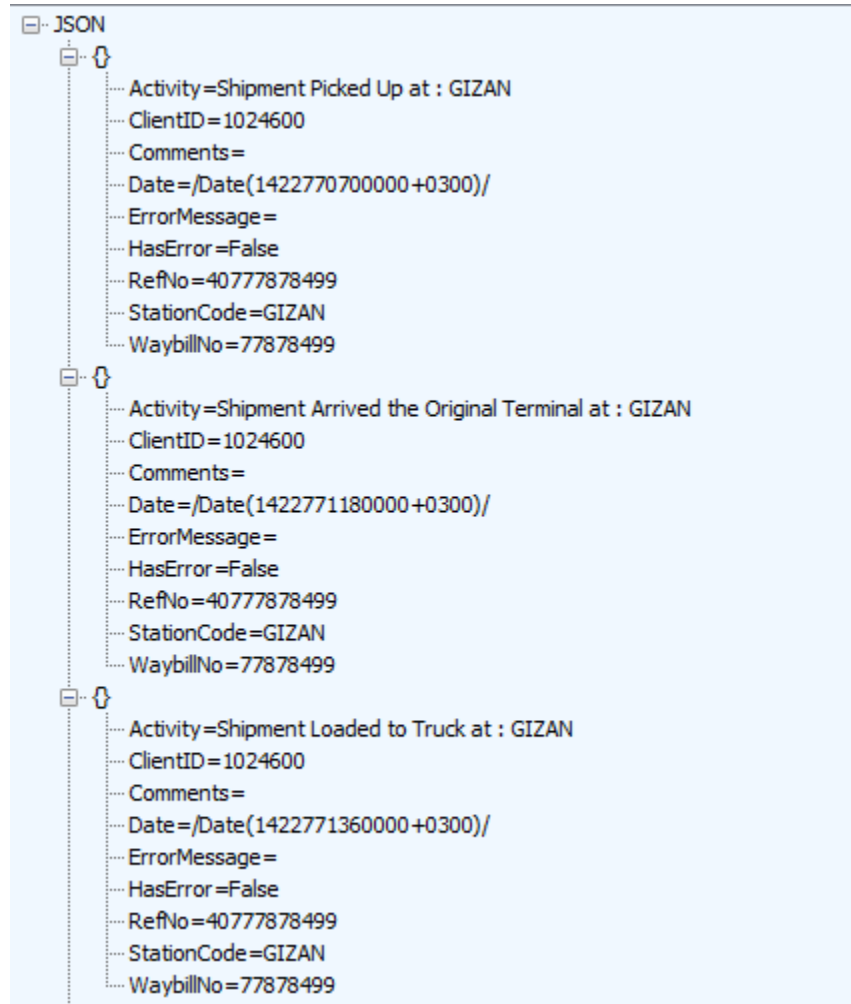 JSON
{}
Activity=Shipment Picked Up at : GIZAN
ClientID=1024600
Comments=
Date=/Date(1422770700000+0300)/
ErrorMessage=
HasError=False
RefNo=40777878499
StationCode=GIZAN
WaybillNo=77878499
{}
Activity=Shipment Arrived the Original Terminal at : GIZAN
ClientID=1024600
Comments=
Date=/Date(1422771180000+0300)/
ErrorMessage=
HasError=False
RefNo=40777878499
StationCode=GIZAN
WaybillNo=77878499
{}
Activity=Shipment Loaded to Truck at : GIZAN
ClientID=1024600
Comments=
Date=/Date(1422771360000+0300)/
ErrorMessage=
HasError=False
RefNo=40777878499
StationCode=GIZAN
WaybillNo=77878499